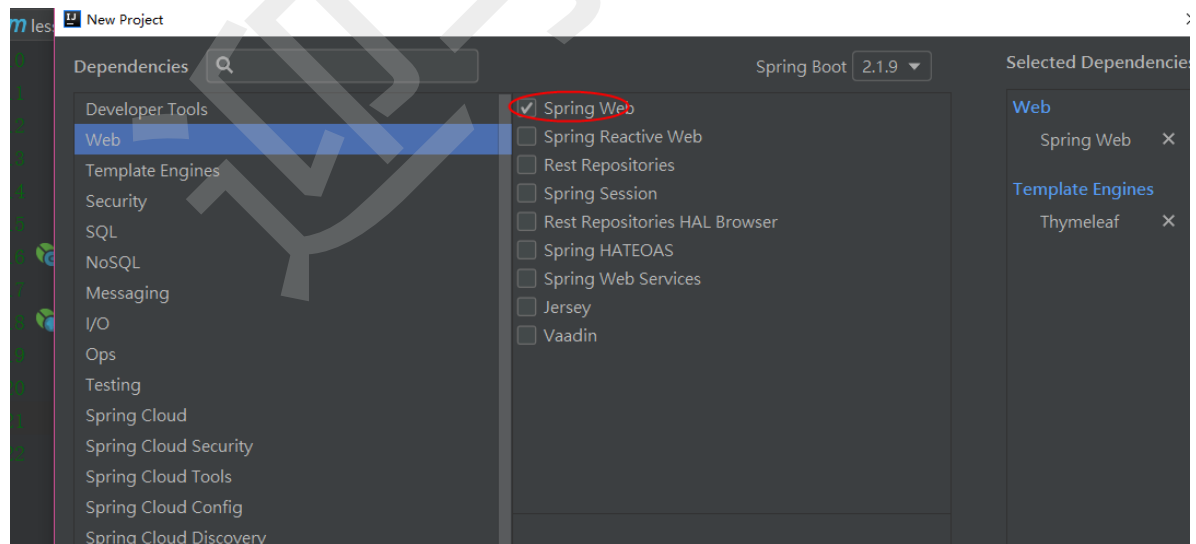 les
New Project
Dependencies
Spring Boot 2.1.9
Selected Dependencies
Developer Tools
Web
Template Engines
Security
SQL
NoSQL
Messaging
I/O
Ops
Testing
Spring Cloud
Spring Cloud Security
Spring Cloud Tools
Spring Cloud Config
Spring Cloud Discovery
Spring Web
Spring Reactive Web
Rest Repositories
Spring Session
Rest Repositories HAL Browser
Spring HATEOAS
Spring Web Services
Jersey
Vaadin
Web
Spring Web
Template Engines
Thymeleaf